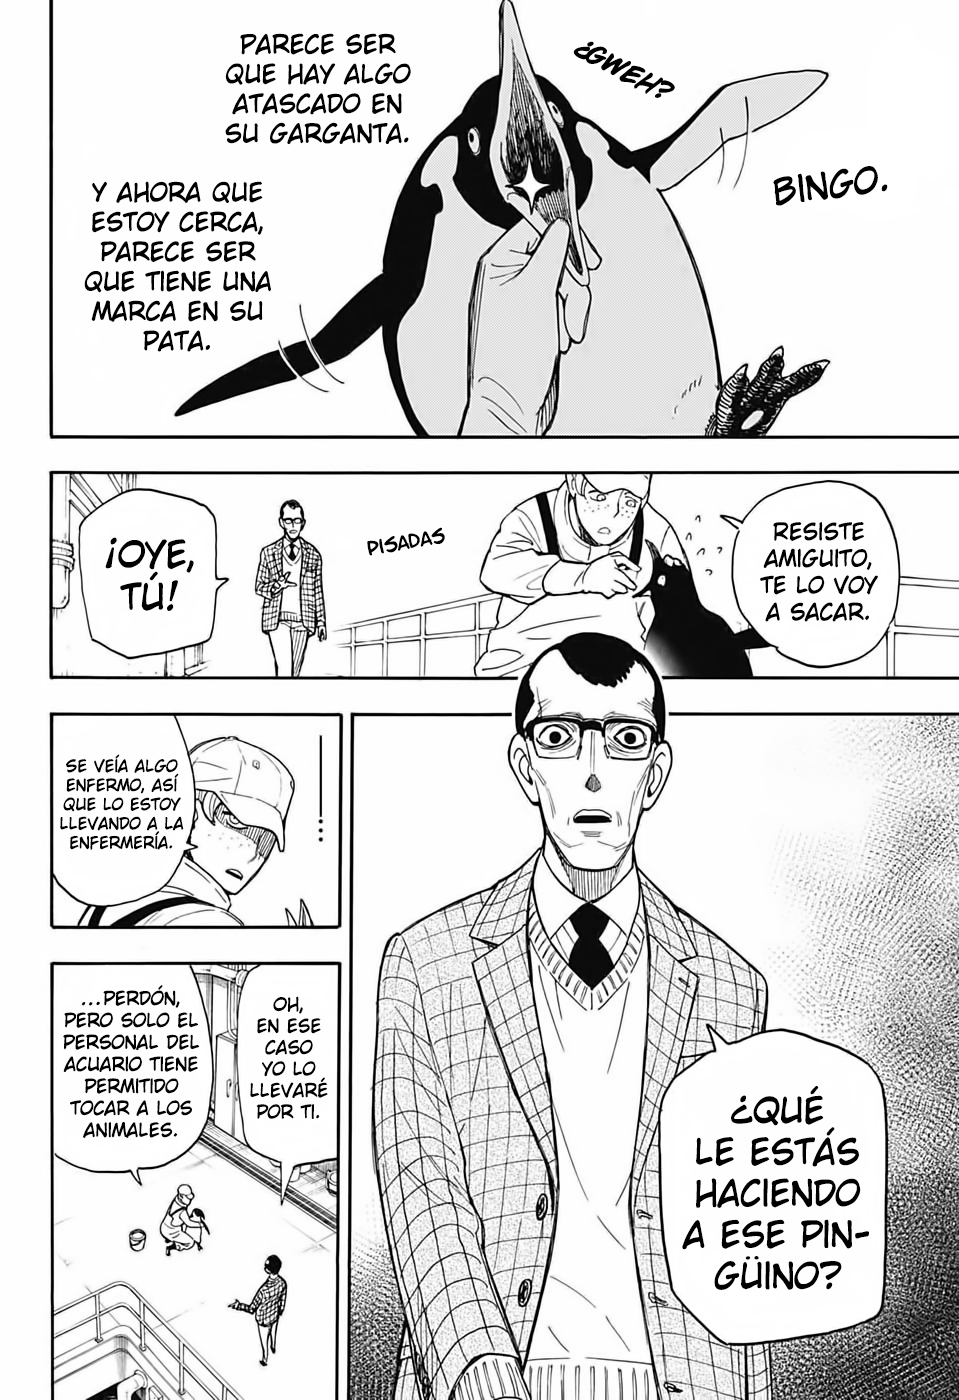 BINGO.
¿GWEH?
PARECE SER
QUE HAY ALGO
ATASCADO EN
SU GARGANTA.
Y AHORA QUE
ESTOY CERCA,
PARECE SER
QUE TIENE UNA
MARCA EN SU
PATA.
RESISTE
AMIGUITO,
TE LO VOY
A SACAR.
PISADAS
¡OYE,
TÚ!
¿QUÉ
LE ESTÁS
HACIENDO
A ESE PIN-
GÜINO?
SE VEÍA ALGO
ENFERMO, ASÍ
QUE LO ESTOY
LLEVANDO A LA
ENFERMERÍA.
OH,
EN ESE
CASO
YO LO
LLEVARÉ
POR TI.
...PERDÓN,
PERO SOLO EL
PERSONAL DEL
ACUARIO TIENE
PERMITIDO
TOCAR A LOS
ANIMALES.